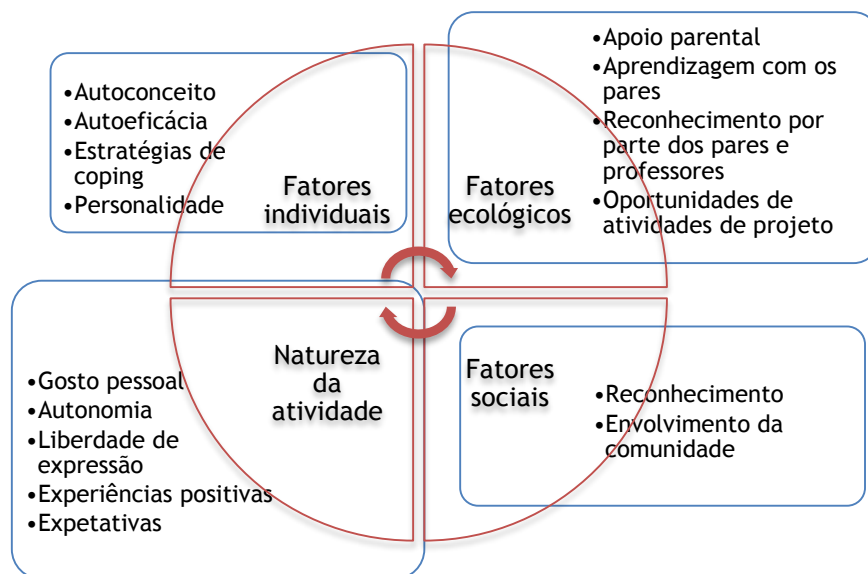 •Autoconceito
•Autoeficácia
•Estratégias de
coping
•Personalidade
Fatores
individuais
•Apoio parental
•Aprendizagem com os
pares
•Reconhecimento por
parte dos pares e
professores
•Oportunidades de
atividades de projeto
Fatores
ecológicos
•Gosto pessoal
•Autonomia
•Liberdade de
expressão
•Experiências positivas
•Expetativas
Natureza
da
atividade
Fatores
sociais
•Reconhecimento
•Envolvimento da
comunidade